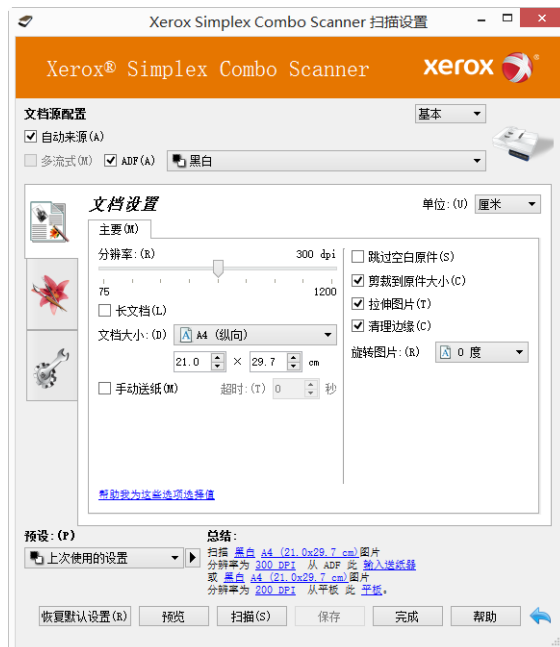 Xerox Simplex Combo Scanner 扫描设置
Xerox® Simplex Combo Scanner xerox
文档源配置 基本
自动来源(A)
多流式(M) ADF(A) 黑白
文档设置 单位:(U) 厘米
主要(M)
分辨率:(R) 300 dpi
75 1200
长文档(L)
文档大小:(D) A4 (纵向)
21.0 × 29.7 cm
手动送纸(M) 超时:(T) 0 秒
跳过空白原件(S)
剪裁到原件大小(C)
拉伸图片(T)
清理边缘(C)
旋转图片:(R) 0 度
帮助我为这些选项选择值
预设:(P) 总结:
上次使用的设置
扫描 黑白 A4 (21.0x29.7 cm)图片
分辨率为 300 DPI 从 ADF 此 输入送纸器
或 黑白 A4 (21.0x29.7 cm)图片
分辨率为 200 DPI 从平板 此 平板。
恢复默认设置(R) 预览 扫描(S) 保存 完成 帮助